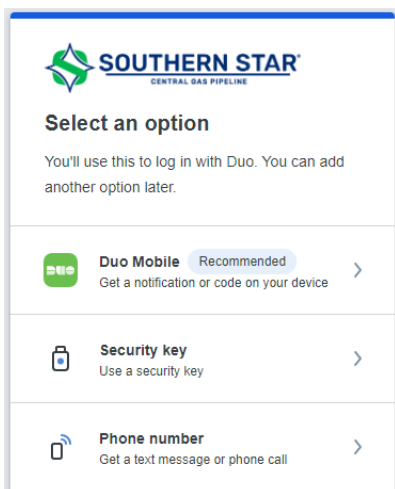 SOUTHERN STAR
CENTRAL GAS PIPELINE
Select an option
You'll use this to log in with Duo. You can add
another option later.
DUO
Duo Mobile Recommended
Get a notification or code on your device
Security key
Use a security key
Phone number
Get a text message or phone call